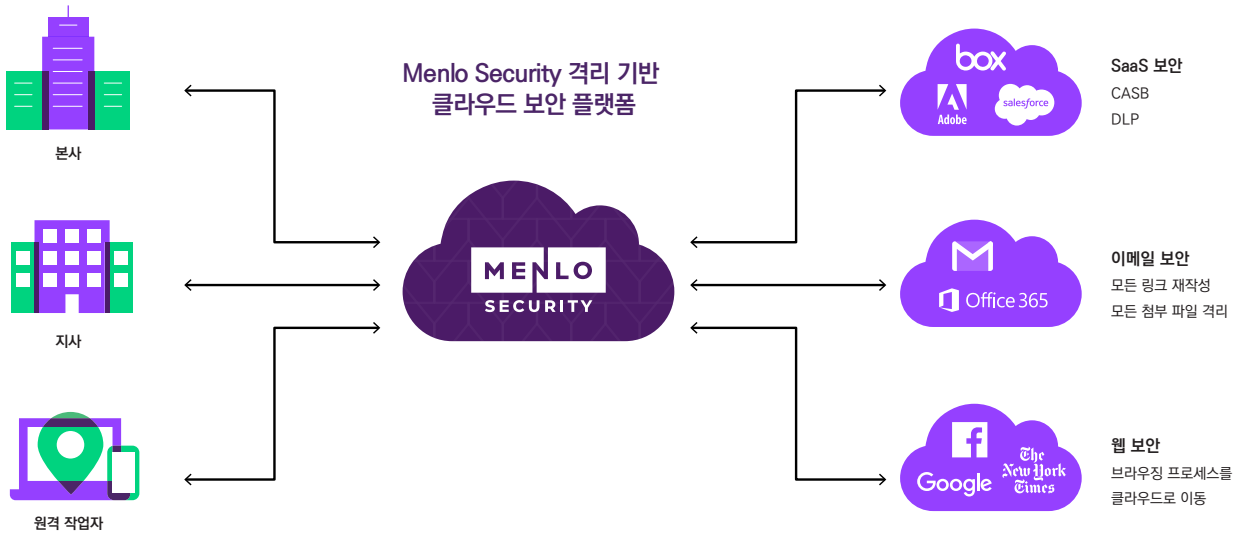 Menlo Security 격리 기반
클라우드 보안 플랫폼
본사
지사
원격 작업자
MENLO
SECURITY
box
Adobe
salesforce
SaaS 보안
CASB
DLP
Office 365
이메일 보안
모든 링크 재작성
모든 첨부 파일 격리
Google
The
New York
Times
웹 보안
브라우징 프로세스를
클라우드로 이동